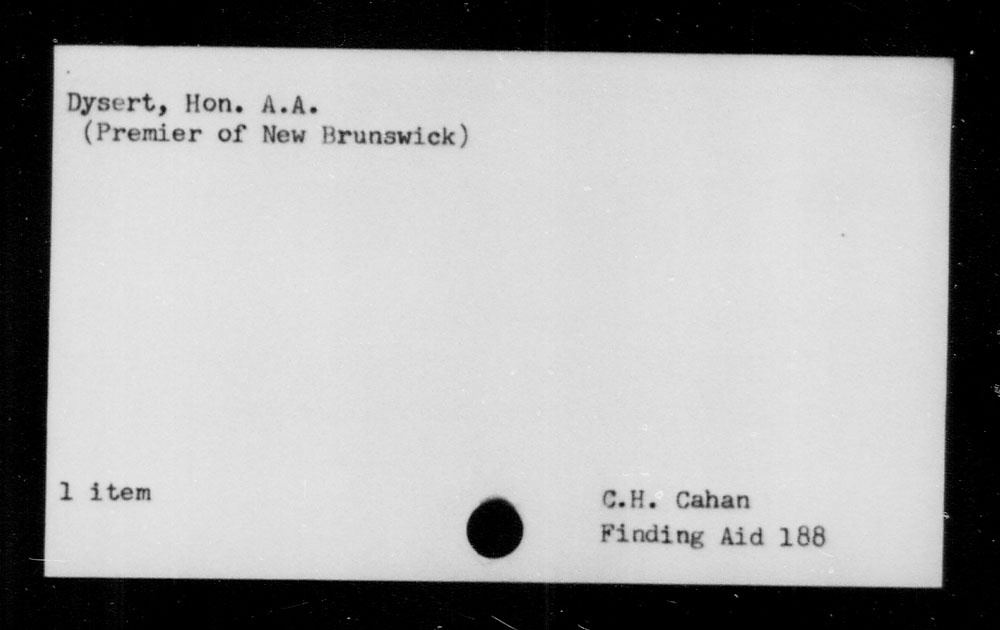 Dysert, Hon. A.A.
(Premier of New Brunswick)
1 item
C.H. Cahan
Finding Aid 188